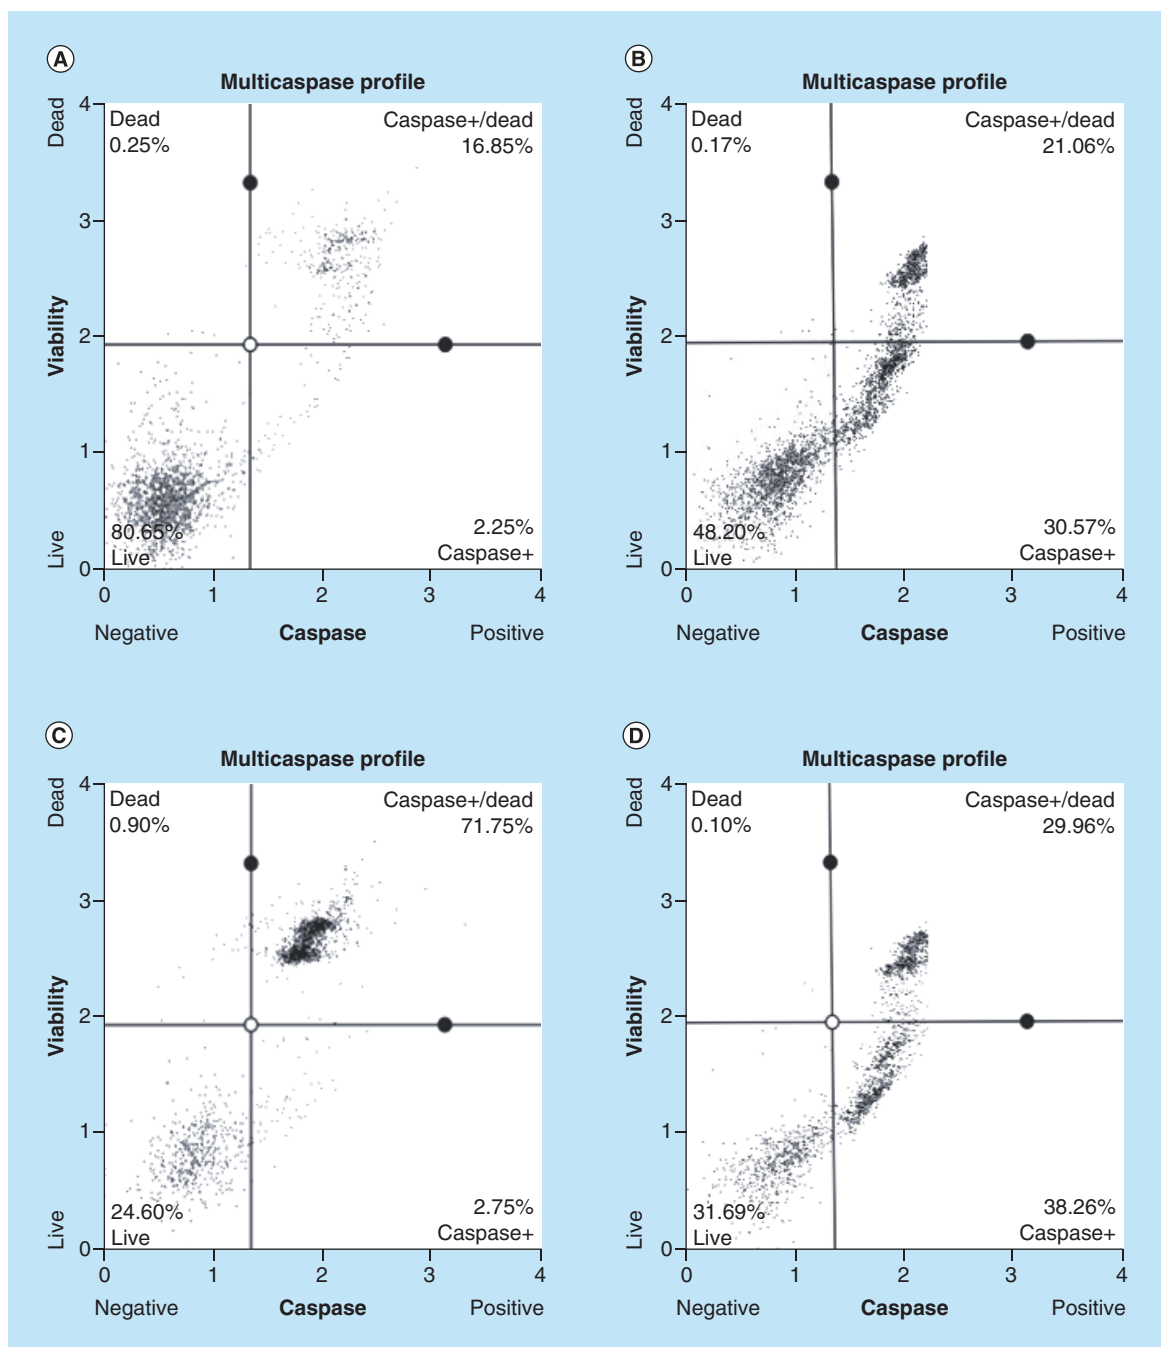 A
Multicaspase profile
Dead
4
3
2
1
0
Viability
Live
Dead
0.25%
Caspase+/dead
16.85%
80.65%
Live
2.25%
Caspase+
0 1 2 3 4
Negative Caspase Positive
B
Multicaspase profile
Dead
4
3
2
1
0
Viability
Live
Dead
0.17%
Caspase+/dead
21.06%
48.20%
Live
30.57%
Caspase+
0 1 2 3 4
Negative Caspase Positive
C
Multicaspase profile
Dead
4
3
2
1
0
Viability
Live
Dead
0.90%
Caspase+/dead
71.75%
24.60%
Live
2.75%
Caspase+
0 1 2 3 4
Negative Caspase Positive
D
Multicaspase profile
Dead
4
3
2
1
0
Viability
Live
Dead
0.10%
Caspase+/dead
29.96%
31.69%
Live
38.26%
Caspase+
0 1 2 3 4
Negative Caspase Positive